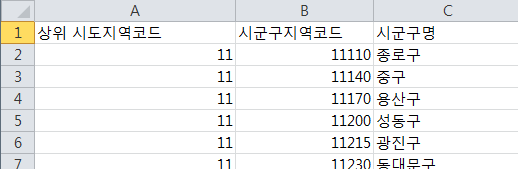 A B C
1 상위 시도지역코드 시군구지역코드 시군구명
2 11 11110 종로구
3 11 11140 중구
4 11 11170 용산구
5 11 11200 성동구
6 11 11215 광진구
7 11 11230 동대문구